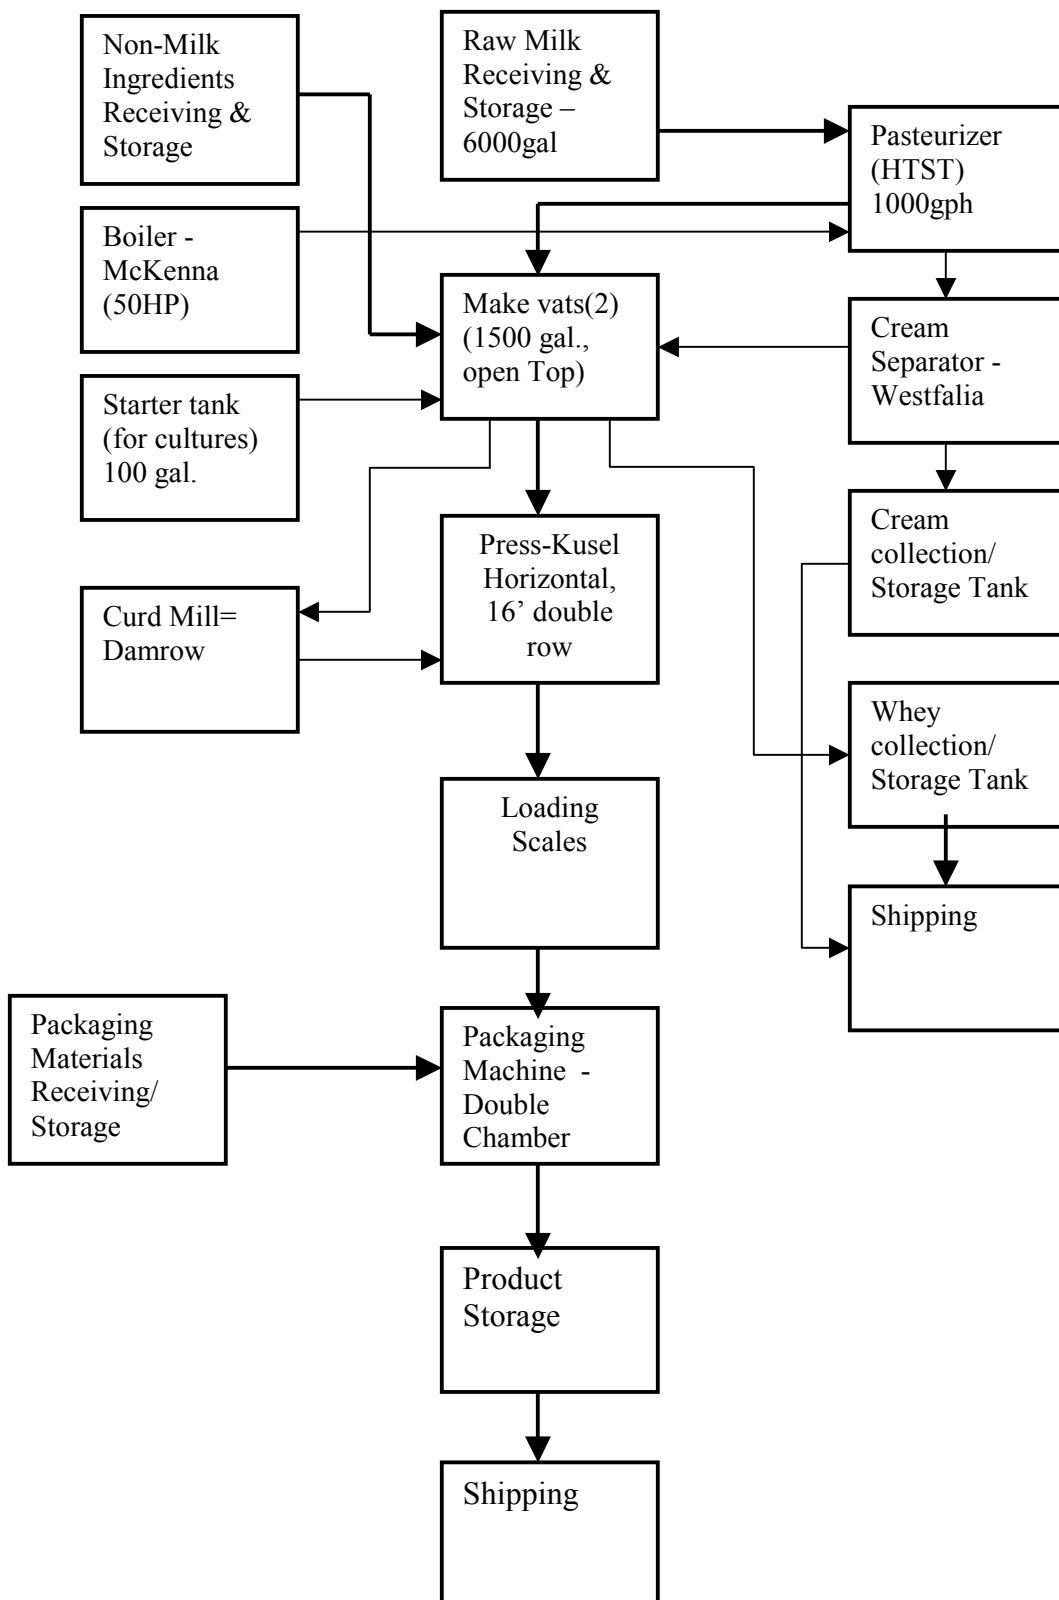 Non-Milk
Ingredients
Receiving &
Storage
Raw Milk
Receiving &
Storage –
6000gal
Pasteurizer
(HTST)
1000gph
Boiler -
McKenna
(50HP)
Make vats(2)
(1500 gal.,
open Top)
Cream
Separator -
Westfalia
Starter tank
(for cultures)
100 gal.
Cream
collection/
Storage Tank
Press-Kusel
Horizontal,
16’ double
row
Curd Mill=
Damrow
Whey
collection/
Storage Tank
Loading
Scales
Shipping
Packaging
Materials
Receiving/
Storage
Packaging
Machine -
Double
Chamber
Product
Storage
Shipping